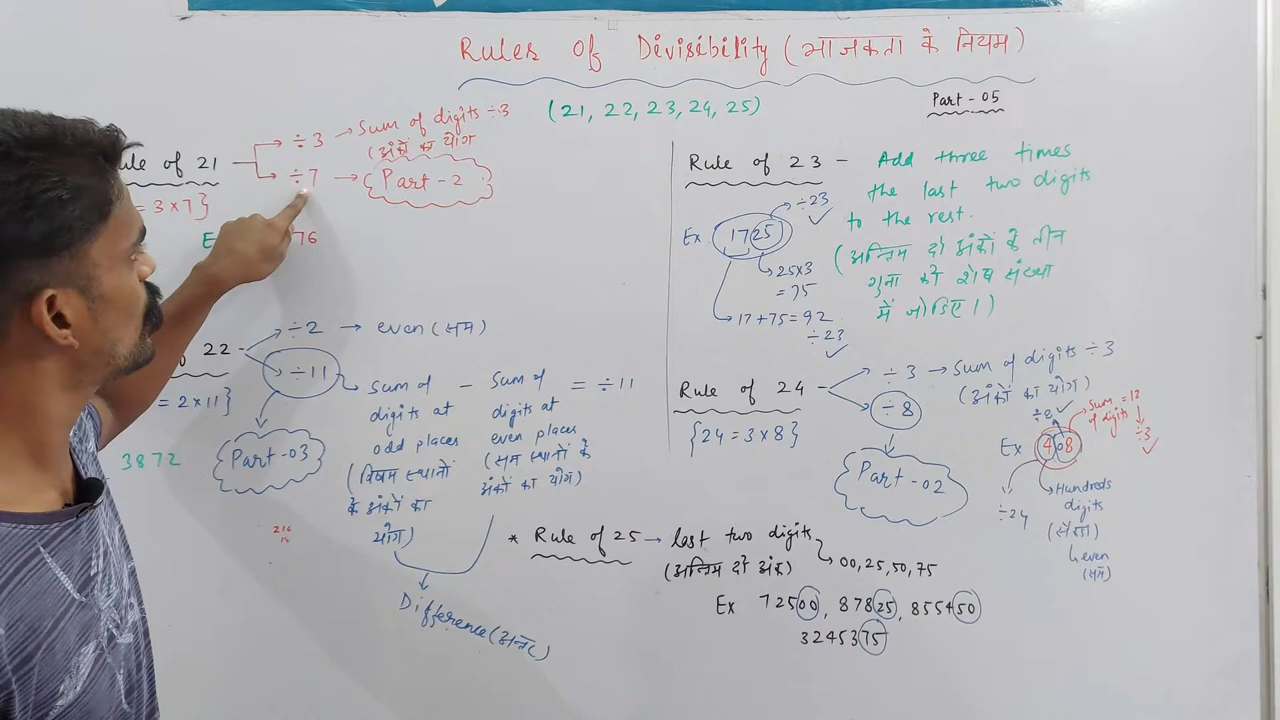 Rules of Divisibility (भाजकता के नियम)
Part-05
(21, 22, 23, 24, 25)
ule of 21
÷3 → Sum of digits ÷3
(अंकों का योग
÷7 → Part-2
= 3×7}
E
76
22
÷2 → even (सम)
÷11
= 2×11}
Part-03
3872
Sum of digits at odd places
(विषम स्थानों के अंकों का योग)
-
Sum of digits at even places
(सम स्थानों के अंकों का योग)
= ÷11
Difference (अन्तर)
216
14
Rule of 23 - Add three times
the last two digits
to the rest.
(अन्तिम दो अंकों के तीन
गुना को शेष संख्या
में जोडिए।)
Ex 1725
÷23 ✓
25×3
=75
17+75=92
÷23 ✓
Rule of 24
{24 = 3×8}
÷3 → Sum of digits ÷3
(अंकों का योग)
÷8
Part-02
Ex 408
÷8 ✓
Sum = 12
of digits
÷3 ✓
÷24
Hundreds
digits
(सैंकड़ा)
even
(सम)
* Rule of 25 → last two digits
(अन्तिम दो अंक)
00, 25, 50, 75
Ex 72500, 87825, 855450
3245375